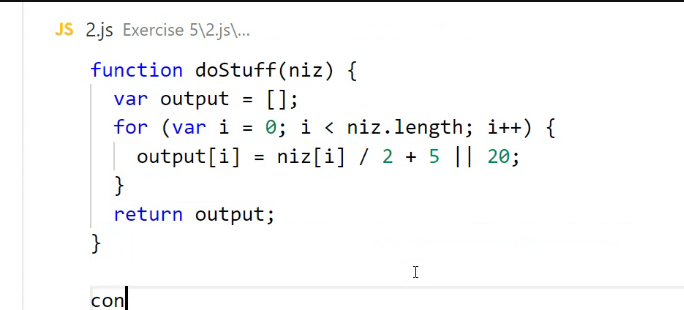 JS 2.js Exercise 5\2.js\...
function doStuff(niz) {
  var output = [];
  for (var i = 0; i < niz.length; i++) {
    output[i] = niz[i] / 2 + 5 || 20;
  }
  return output;
}
con